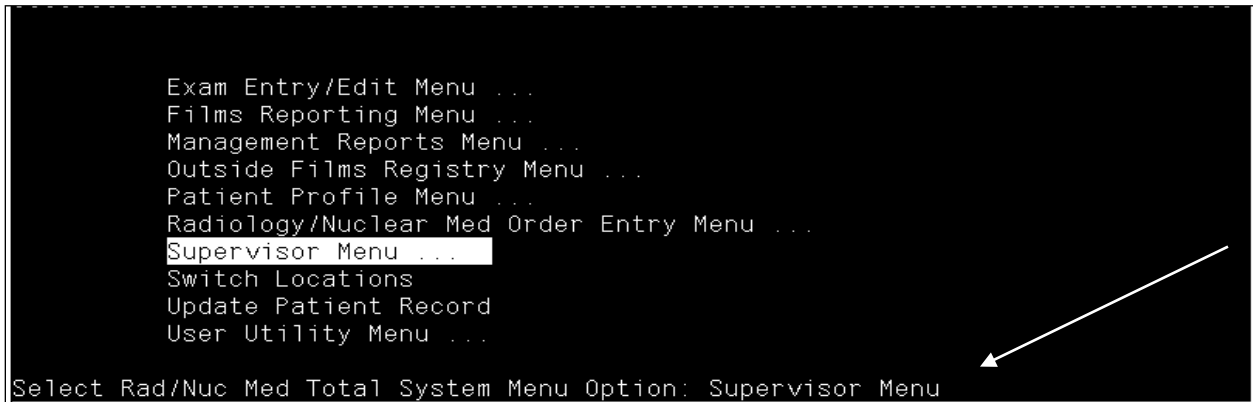 Exam Entry/Edit Menu ...
Films Reporting Menu ...
Management Reports Menu ...
Outside Films Registry Menu ...
Patient Profile Menu ...
Radiology/Nuclear Med Order Entry Menu ...
Supervisor Menu ...
Switch Locations
Update Patient Record
User Utility Menu ...
Select Rad/Nuc Med Total System Menu Option: Supervisor Menu